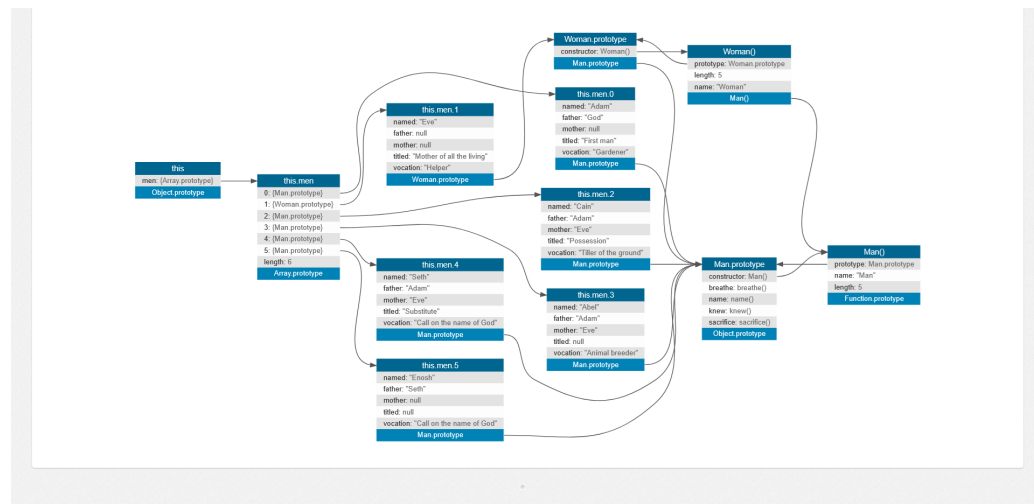 this
men: {Array.prototype}
Object.prototype
this.men
0: {Man.prototype}
1: {Woman.prototype}
2: {Man.prototype}
3: {Man.prototype}
4: {Man.prototype}
5: {Man.prototype}
length: 6
Array.prototype
this.men.1
named: "Eve"
father: null
mother: null
titled: "Mother of all the living"
vocation: "Helper"
Woman.prototype
this.men.4
named: "Seth"
father: "Adam"
mother: "Eve"
titled: "Substitute"
vocation: "Call on the name of God"
Man.prototype
this.men.5
named: "Enosh"
father: "Seth"
mother: null
titled: null
vocation: "Call on the name of God"
Man.prototype
Woman.prototype
constructor: Woman()
Man.prototype
this.men.0
named: "Adam"
father: "God"
mother: null
titled: "First man"
vocation: "Gardener"
Man.prototype
this.men.2
named: "Cain"
father: "Adam"
mother: "Eve"
titled: "Possession"
vocation: "Tiller of the ground"
Man.prototype
this.men.3
named: "Abel"
father: "Adam"
mother: "Eve"
titled: null
vocation: "Animal breeder"
Man.prototype
Woman()
prototype: Woman.prototype
length: 5
name: "Woman"
Man()
Man.prototype
constructor: Man()
breathe: breathe()
name: name()
knew: knew()
sacrifice: sacrifice()
Object.prototype
Man()
prototype: Man.prototype
name: "Man"
length: 5
Function.prototype